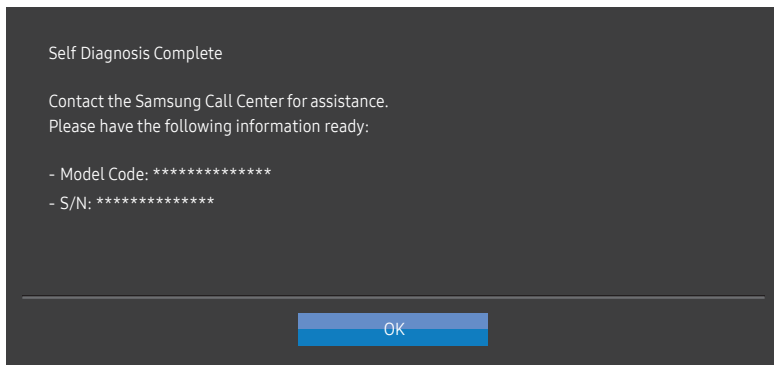 Self Diagnosis Complete
Contact the Samsung Call Center for assistance.
Please have the following information ready:
- Model Code: **************
- S/N: **************
OK